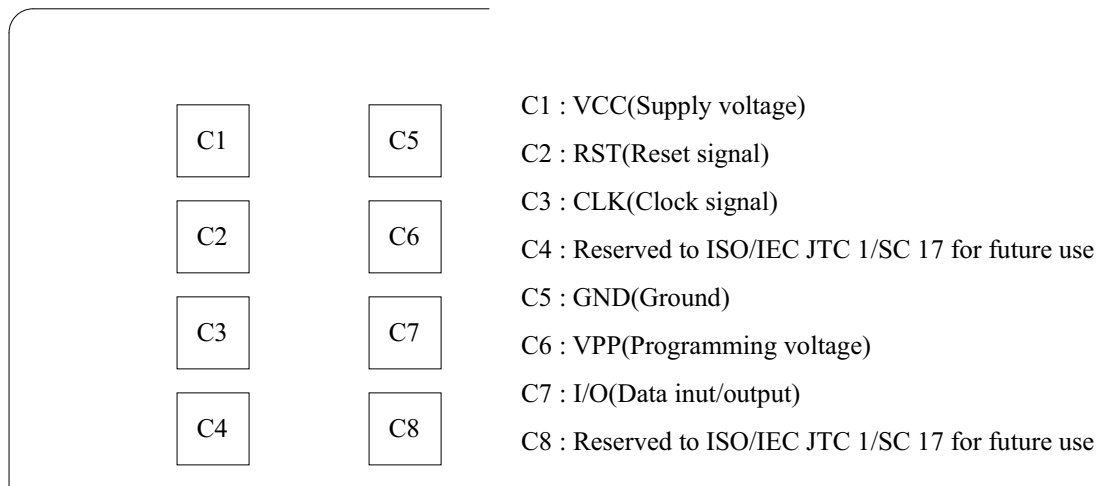 C1 C5
C2 C6
C3 C7
C4 C8
C1 : VCC(Supply voltage)
C2 : RST(Reset signal)
C3 : CLK(Clock signal)
C4 : Reserved to ISO/IEC JTC 1/SC 17 for future use
C5 : GND(Ground)
C6 : VPP(Programming voltage)
C7 : I/O(Data inut/output)
C8 : Reserved to ISO/IEC JTC 1/SC 17 for future use